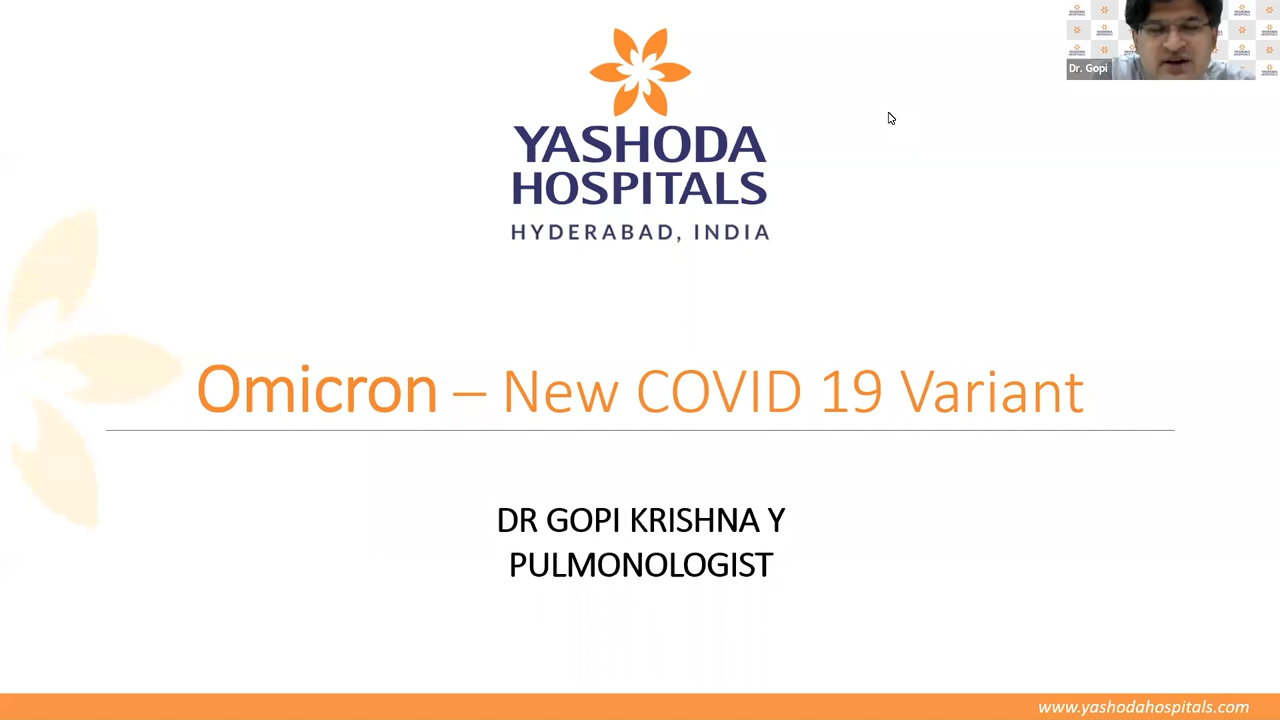 YASHODA
HOSPITALS
HYDERABAD, INDIA
Dr. Gopi
Omicron – New COVID 19 Variant
DR GOPI KRISHNA Y
PULMONOLOGIST
www.yashodahospitals.com